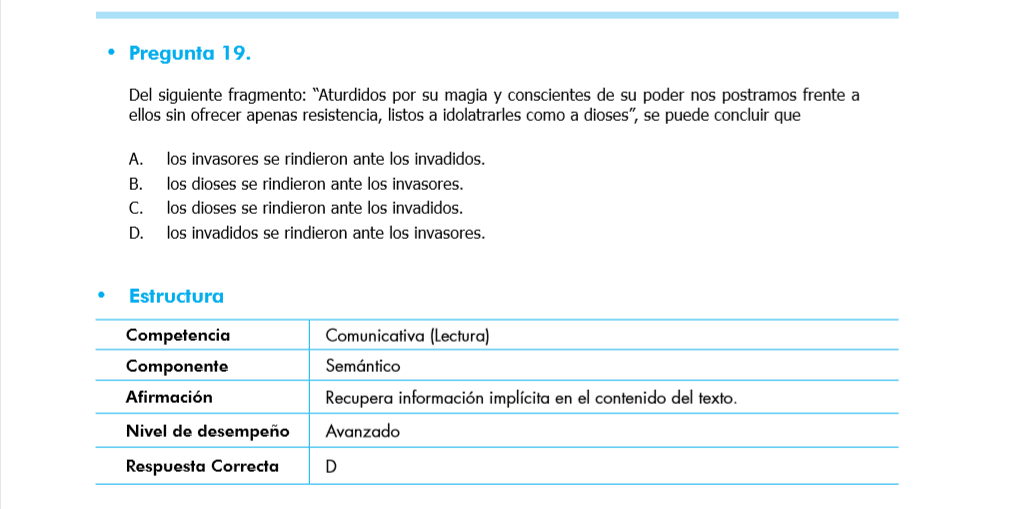 • Pregunta 19.
Del siguiente fragmento: “Aturdidos por su magia y conscientes de su poder nos postramos frente a
ellos sin ofrecer apenas resistencia, listos a idolatrarles como a dioses”, se puede concluir que
A. los invasores se rindieron ante los invadidos.
B. los dioses se rindieron ante los invasores.
C. los dioses se rindieron ante los invadidos.
D. los invadidos se rindieron ante los invasores.
• Estructura
Competencia Comunicativa (Lectura)
Componente Semántico
Afirmación Recupera información implícita en el contenido del texto.
Nivel de desempeño Avanzado
Respuesta Correcta D